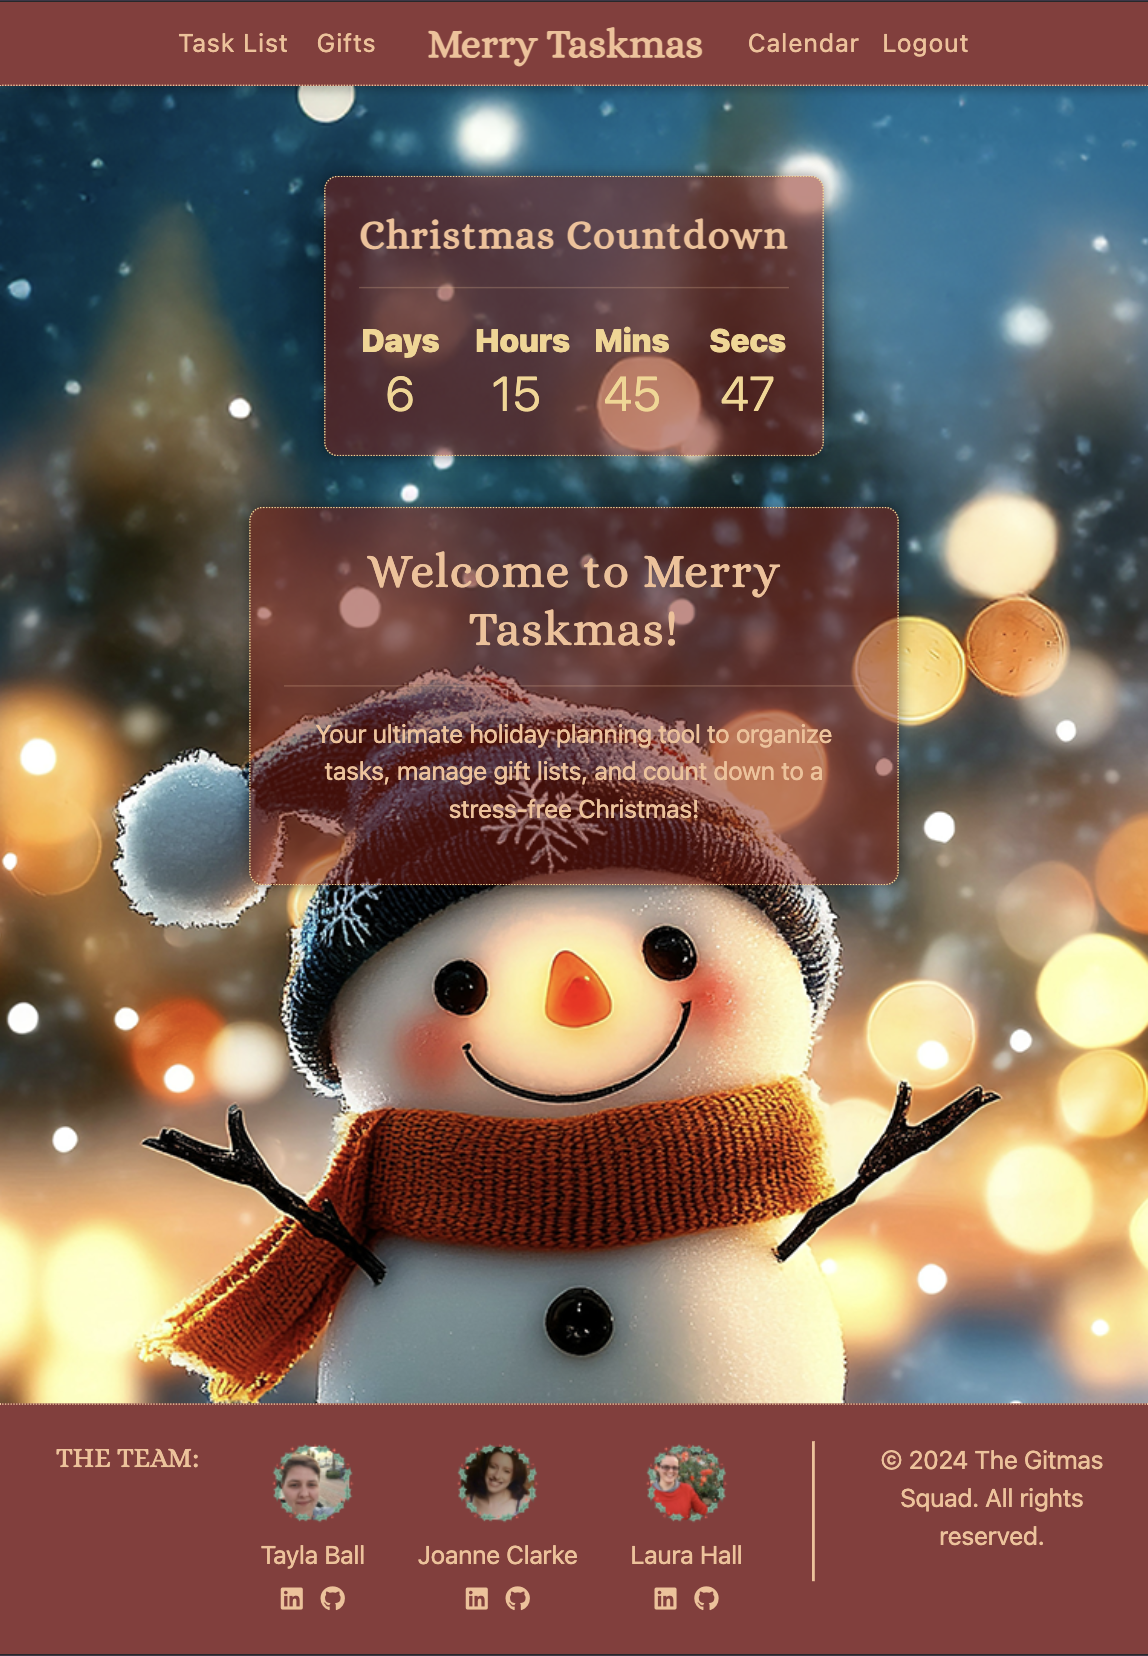 Task List Gifts Merry Taskmas Calendar Logout
Christmas Countdown
Days Hours Mins Secs
6 15 45 47
Welcome to Merry
Taskmas!
Your ultimate holiday planning tool to organize
tasks, manage gift lists, and count down to a
stress-free Christmas!
THE TEAM:
Tayla Ball
Joanne Clarke
Laura Hall
© 2024 The Gitmas
Squad. All rights
reserved.